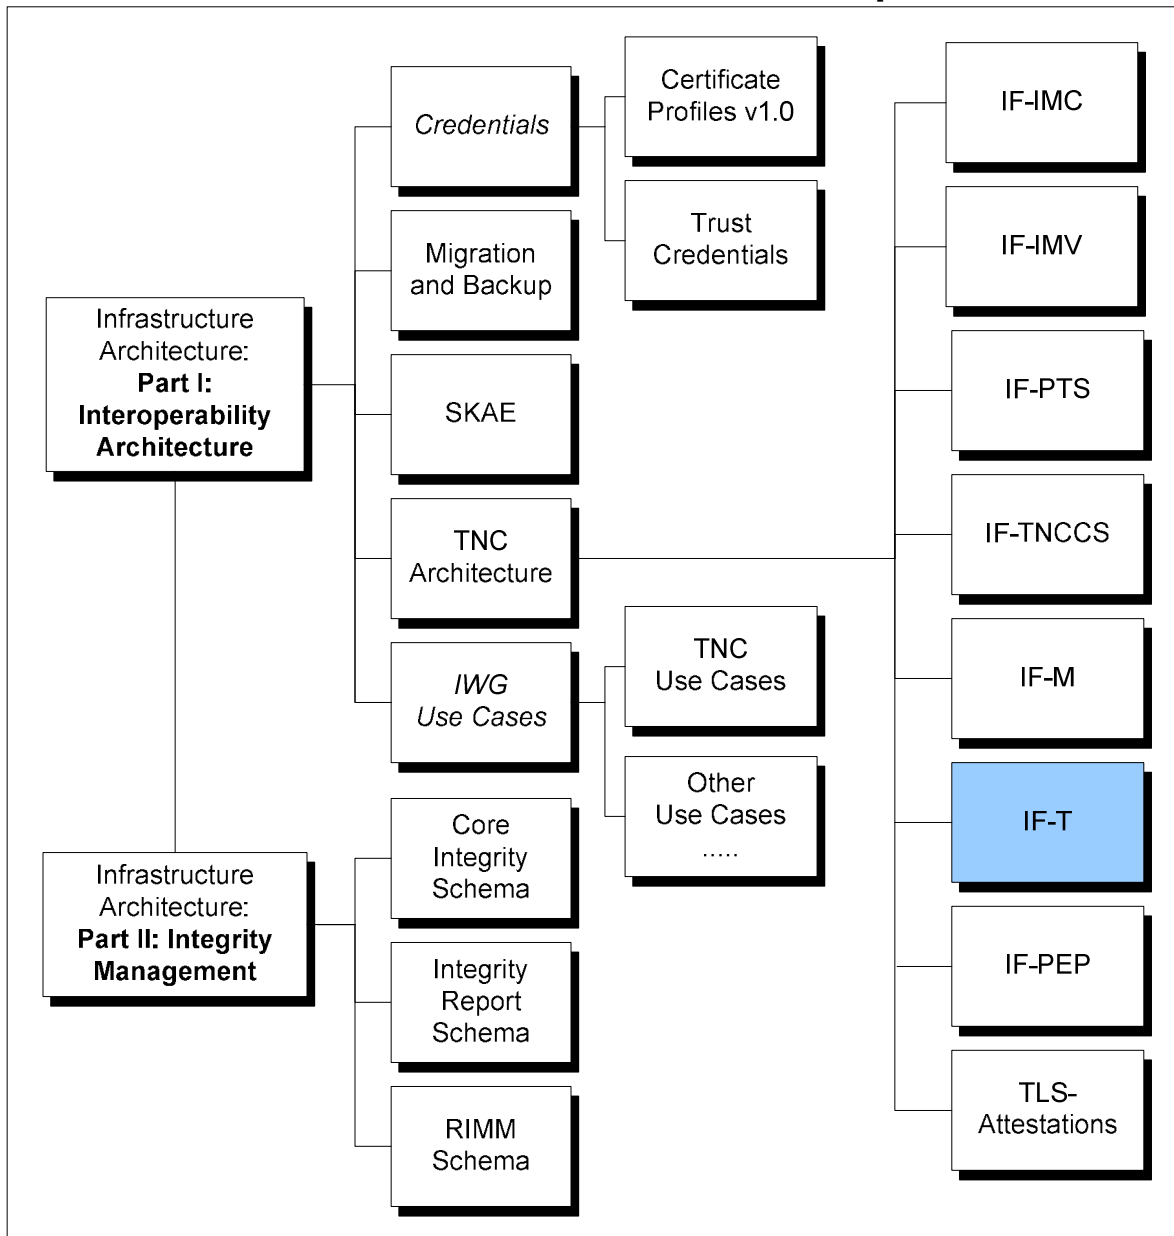 Infrastructure
Architecture:
Part I:
Interoperability
Architecture
Credentials
Certificate
Profiles v1.0
Trust
Credentials
Migration
and Backup
SKAE
TNC
Architecture
IWG
Use Cases
TNC
Use Cases
Other
Use Cases
.....
IF-IMC
IF-IMV
IF-PTS
IF-TNCCS
IF-M
IF-T
IF-PEP
TLS-
Attestations
Infrastructure
Architecture:
Part II: Integrity
Management
Core
Integrity
Schema
Integrity
Report
Schema
RIMM
Schema